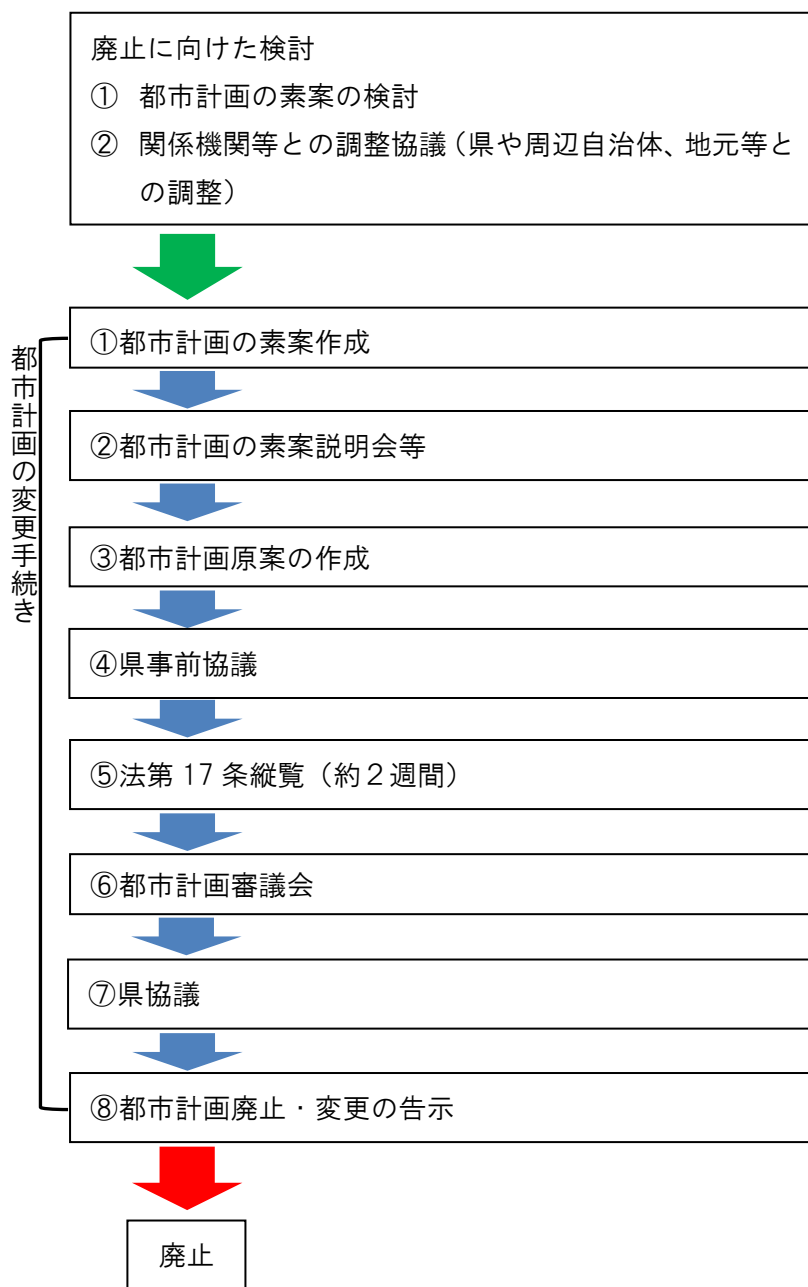 廃止に向けた検討
① 都市計画の素案の検討
② 関係機関等との調整協議（県や周辺自治体、地元等と
の調整）
都市計画の変更手続き
①都市計画の素案作成
②都市計画の素案説明会等
③都市計画原案の作成
④県事前協議
⑤法第 17 条縦覧（約２週間）
⑥都市計画審議会
⑦県協議
⑧都市計画廃止・変更の告示
廃止